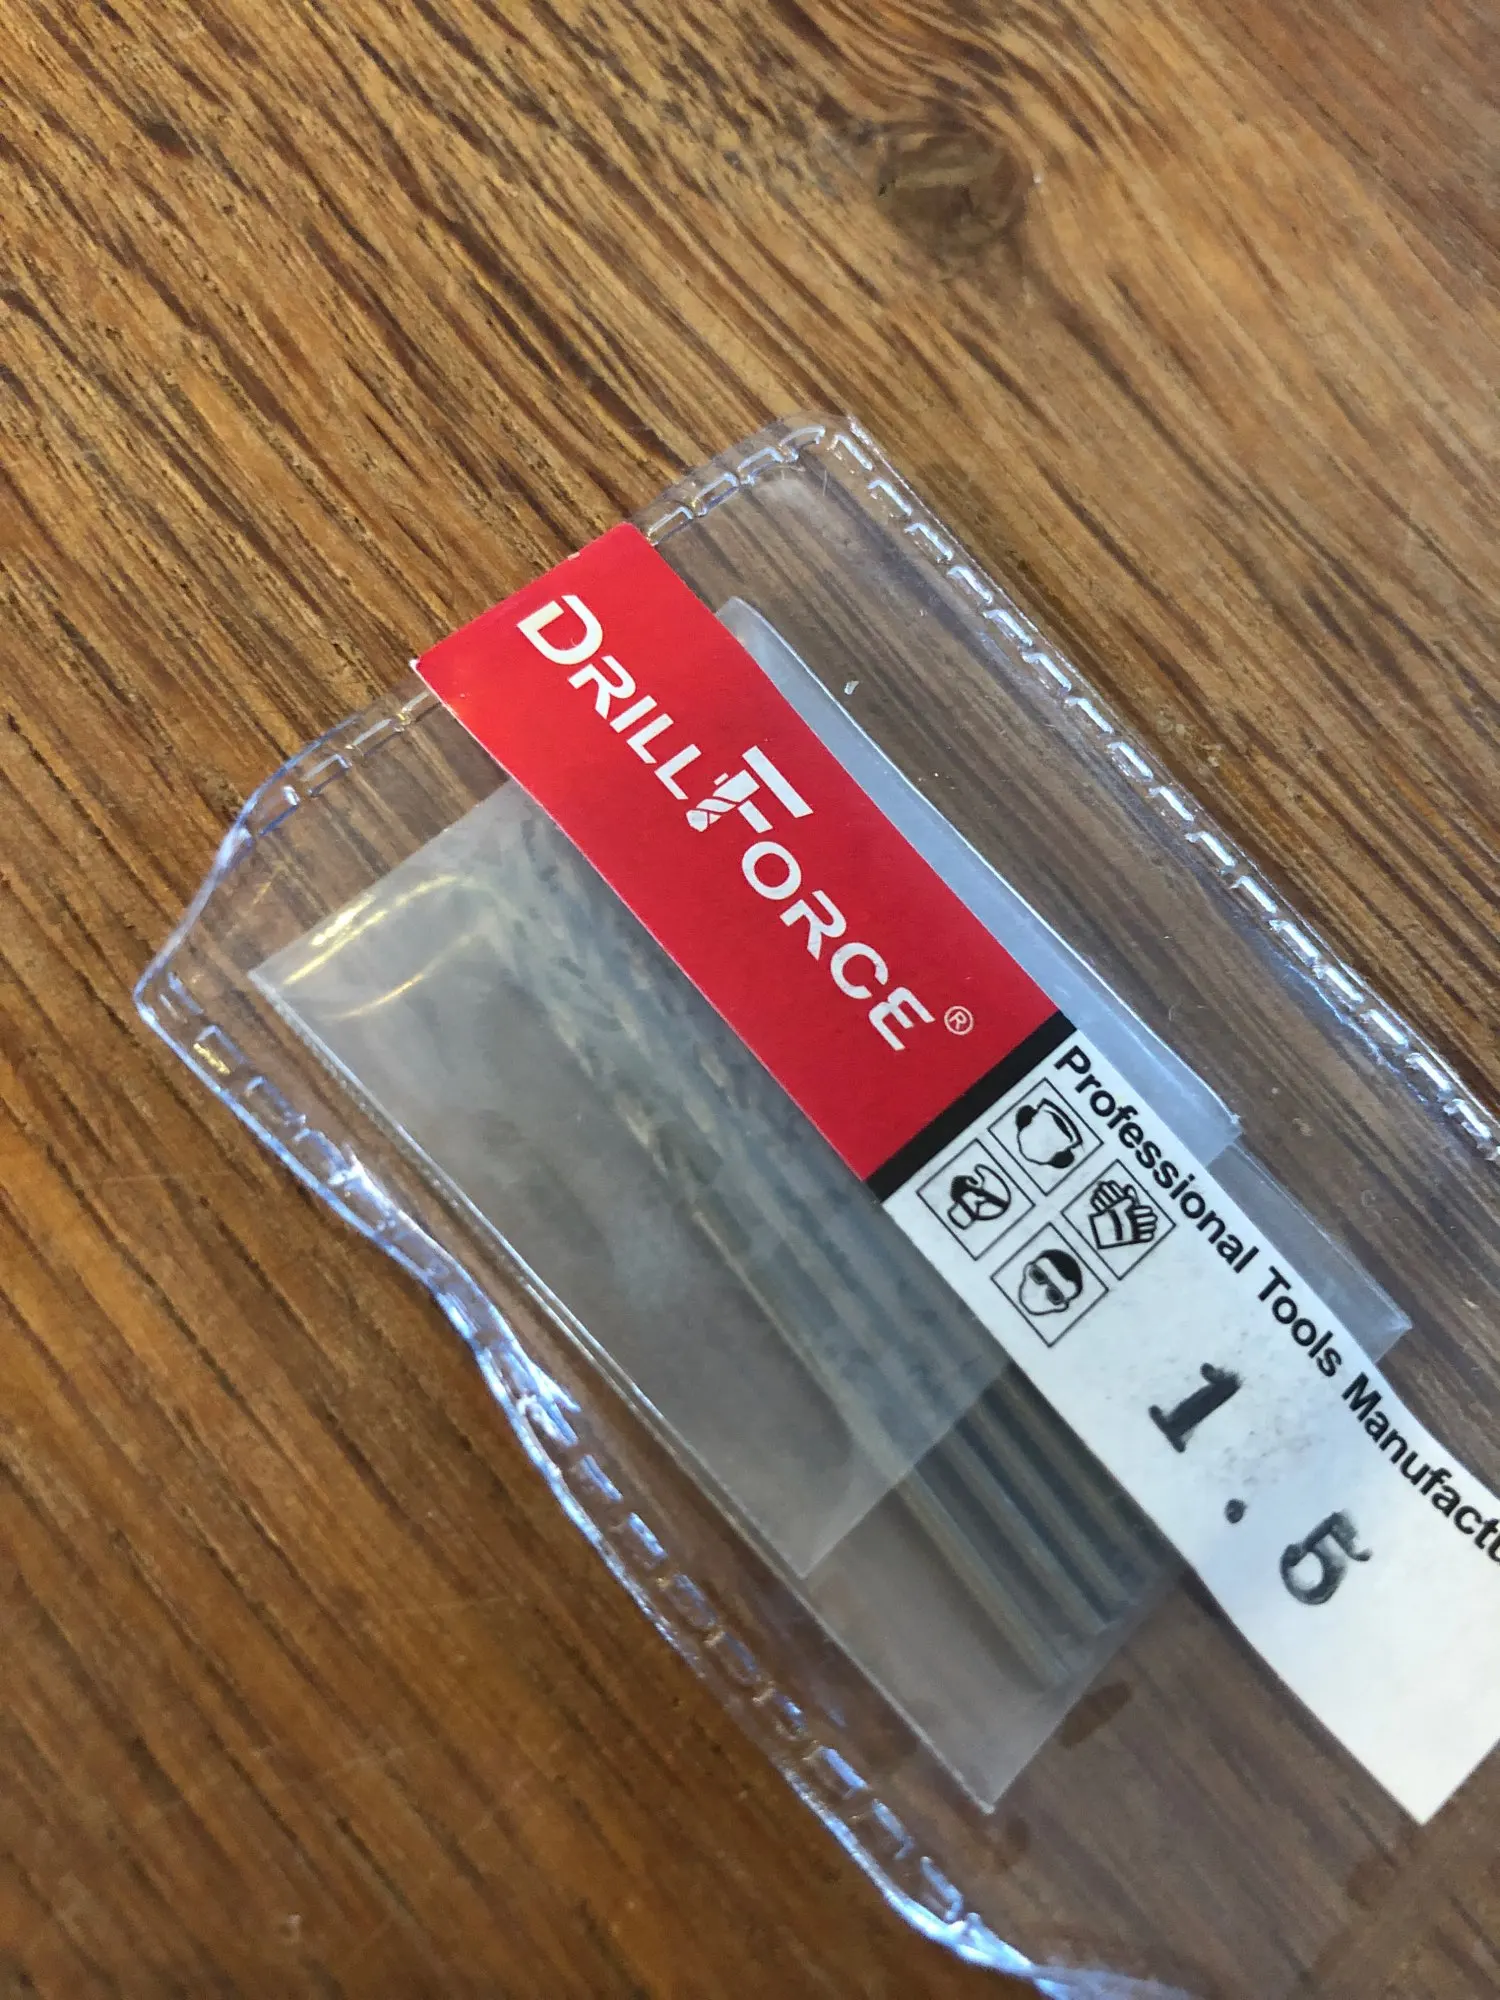 DRILLFORCE®
Professional Tools Manufactu
1.5